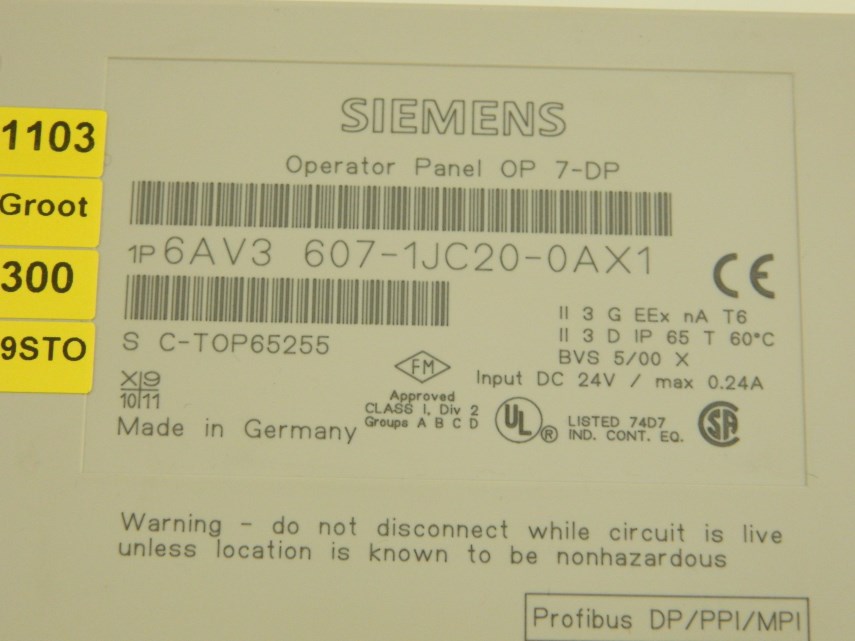 SIEMENS
Operator Panel OP 7-DP
1P 6AV3 607-1JC20-0AX1
CE
S C-TOP65255
II 3 G EEx nA T6
II 3 D IP 65 T 60°C
BVS 5/00 X
Input DC 24V / max 0.24A
X 9
10 11
FM
Approved
CLASS I, Div 2
Groups A B C D
UL ®
LISTED 74D7
IND. CONT. EQ.
SA
Made in Germany
Warning - do not disconnect while circuit is live
unless location is known to be nonhazardous
Profibus DP/PPI/MPI
1103
Groot
300
9STO